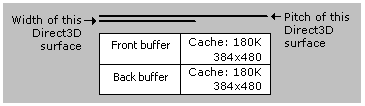 Width of this
Direct3D
surface
Pitch of this
Direct3D
surface
Front buffer
Cache: 180K
384x480
Back buffer
Cache: 180K
384x480